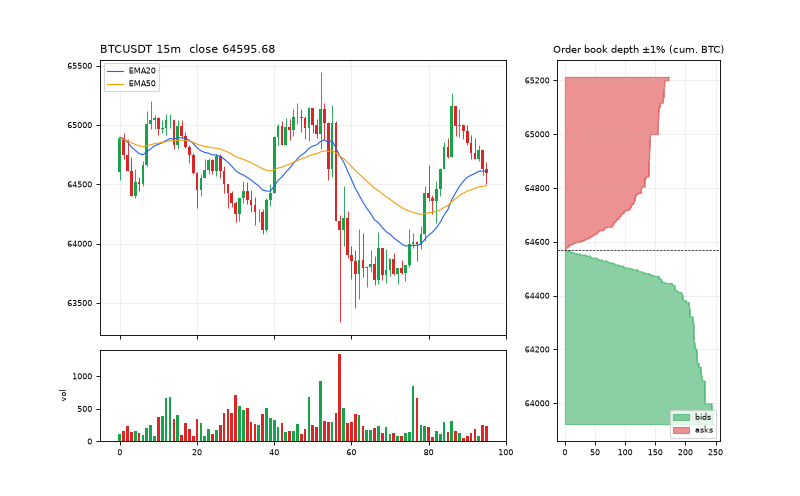 BTCUSDT 15m  close 64595.68
EMA20
EMA50
65500
65000
64500
64000
63500
vol
1000
500
0
0 20 40 60 80 100
Order book depth ±1% (cum. BTC)
65200
65000
64800
64600
64400
64200
64000
bids
asks
0 50 100 150 200 250